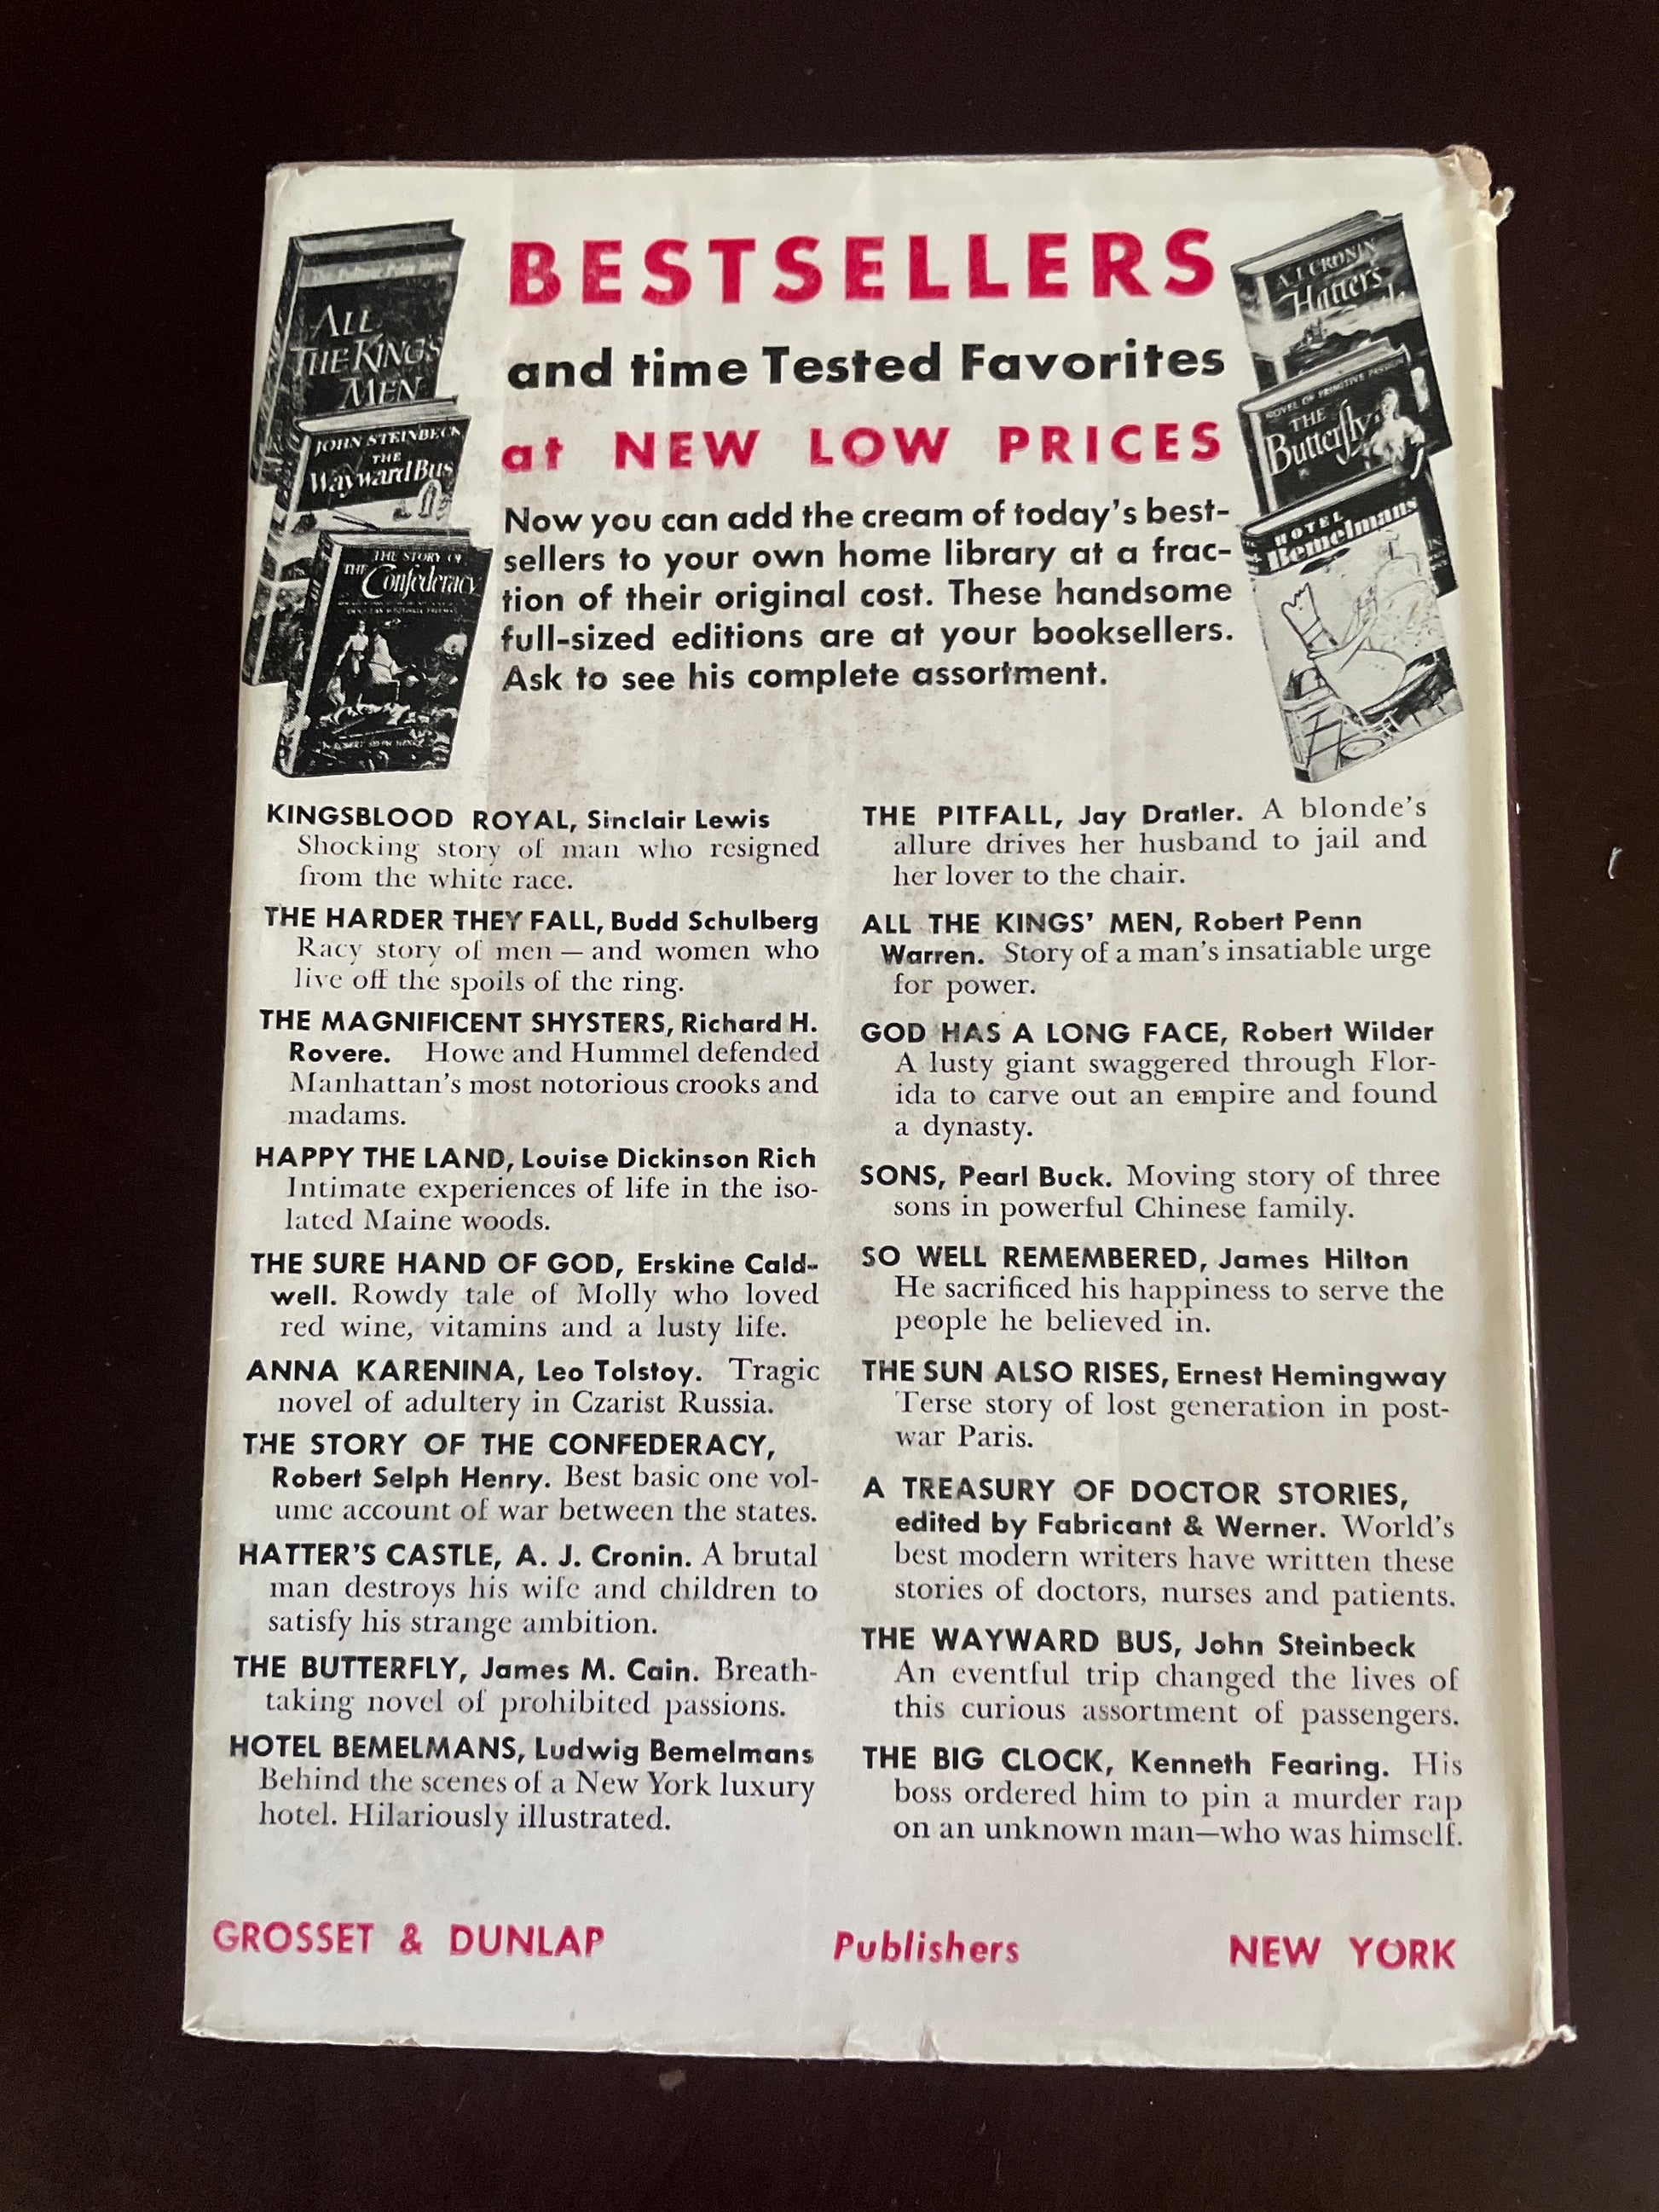 BESTSELLERS
and time Tested Favorites
at NEW LOW PRICES
Now you can add the cream of today's best-
sellers to your own home library at a frac-
tion of their original cost. These handsome
full-sized editions are at your booksellers.
Ask to see his complete assortment.
ALL
THE KING'S
MEN
JOHN STEINBECK
THE
Wayward Bus
THE STORY OF
THE Confederacy
A. J. CRONIN
Hatter's
NOVEL OF PRIMITIVE PASSION
THE
Butterfly
HOTEL
Bemelmans
KINGSBLOOD ROYAL, Sinclair Lewis
Shocking story of man who resigned
from the white race.
THE HARDER THEY FALL, Budd Schulberg
Racy story of men — and women who
live off the spoils of the ring.
THE MAGNIFICENT SHYSTERS, Richard H.
Rovere. Howe and Hummel defended
Manhattan's most notorious crooks and
madams.
HAPPY THE LAND, Louise Dickinson Rich
Intimate experiences of life in the iso-
lated Maine woods.
THE SURE HAND OF GOD, Erskine Cald-
well. Rowdy tale of Molly who loved
red wine, vitamins and a lusty life.
ANNA KARENINA, Leo Tolstoy. Tragic
novel of adultery in Czarist Russia.
THE STORY OF THE CONFEDERACY,
Robert Selph Henry. Best basic one vol-
ume account of war between the states.
HATTER'S CASTLE, A. J. Cronin. A brutal
man destroys his wife and children to
satisfy his strange ambition.
THE BUTTERFLY, James M. Cain. Breath-
taking novel of prohibited passions.
HOTEL BEMELMANS, Ludwig Bemelmans
Behind the scenes of a New York luxury
hotel. Hilariously illustrated.
THE PITFALL, Jay Dratler. A blonde's
allure drives her husband to jail and
her lover to the chair.
ALL THE KINGS' MEN, Robert Penn
Warren. Story of a man's insatiable urge
for power.
GOD HAS A LONG FACE, Robert Wilder
A lusty giant swaggered through Flor-
ida to carve out an empire and found
a dynasty.
SONS, Pearl Buck. Moving story of three
sons in powerful Chinese family.
SO WELL REMEMBERED, James Hilton
He sacrificed his happiness to serve the
people he believed in.
THE SUN ALSO RISES, Ernest Hemingway
Terse story of lost generation in post-
war Paris.
A TREASURY OF DOCTOR STORIES,
edited by Fabricant & Werner. World's
best modern writers have written these
stories of doctors, nurses and patients.
THE WAYWARD BUS, John Steinbeck
An eventful trip changed the lives of
this curious assortment of passengers.
THE BIG CLOCK, Kenneth Fearing. His
boss ordered him to pin a murder rap
on an unknown man—who was himself.
GROSSET & DUNLAP Publishers NEW YORK